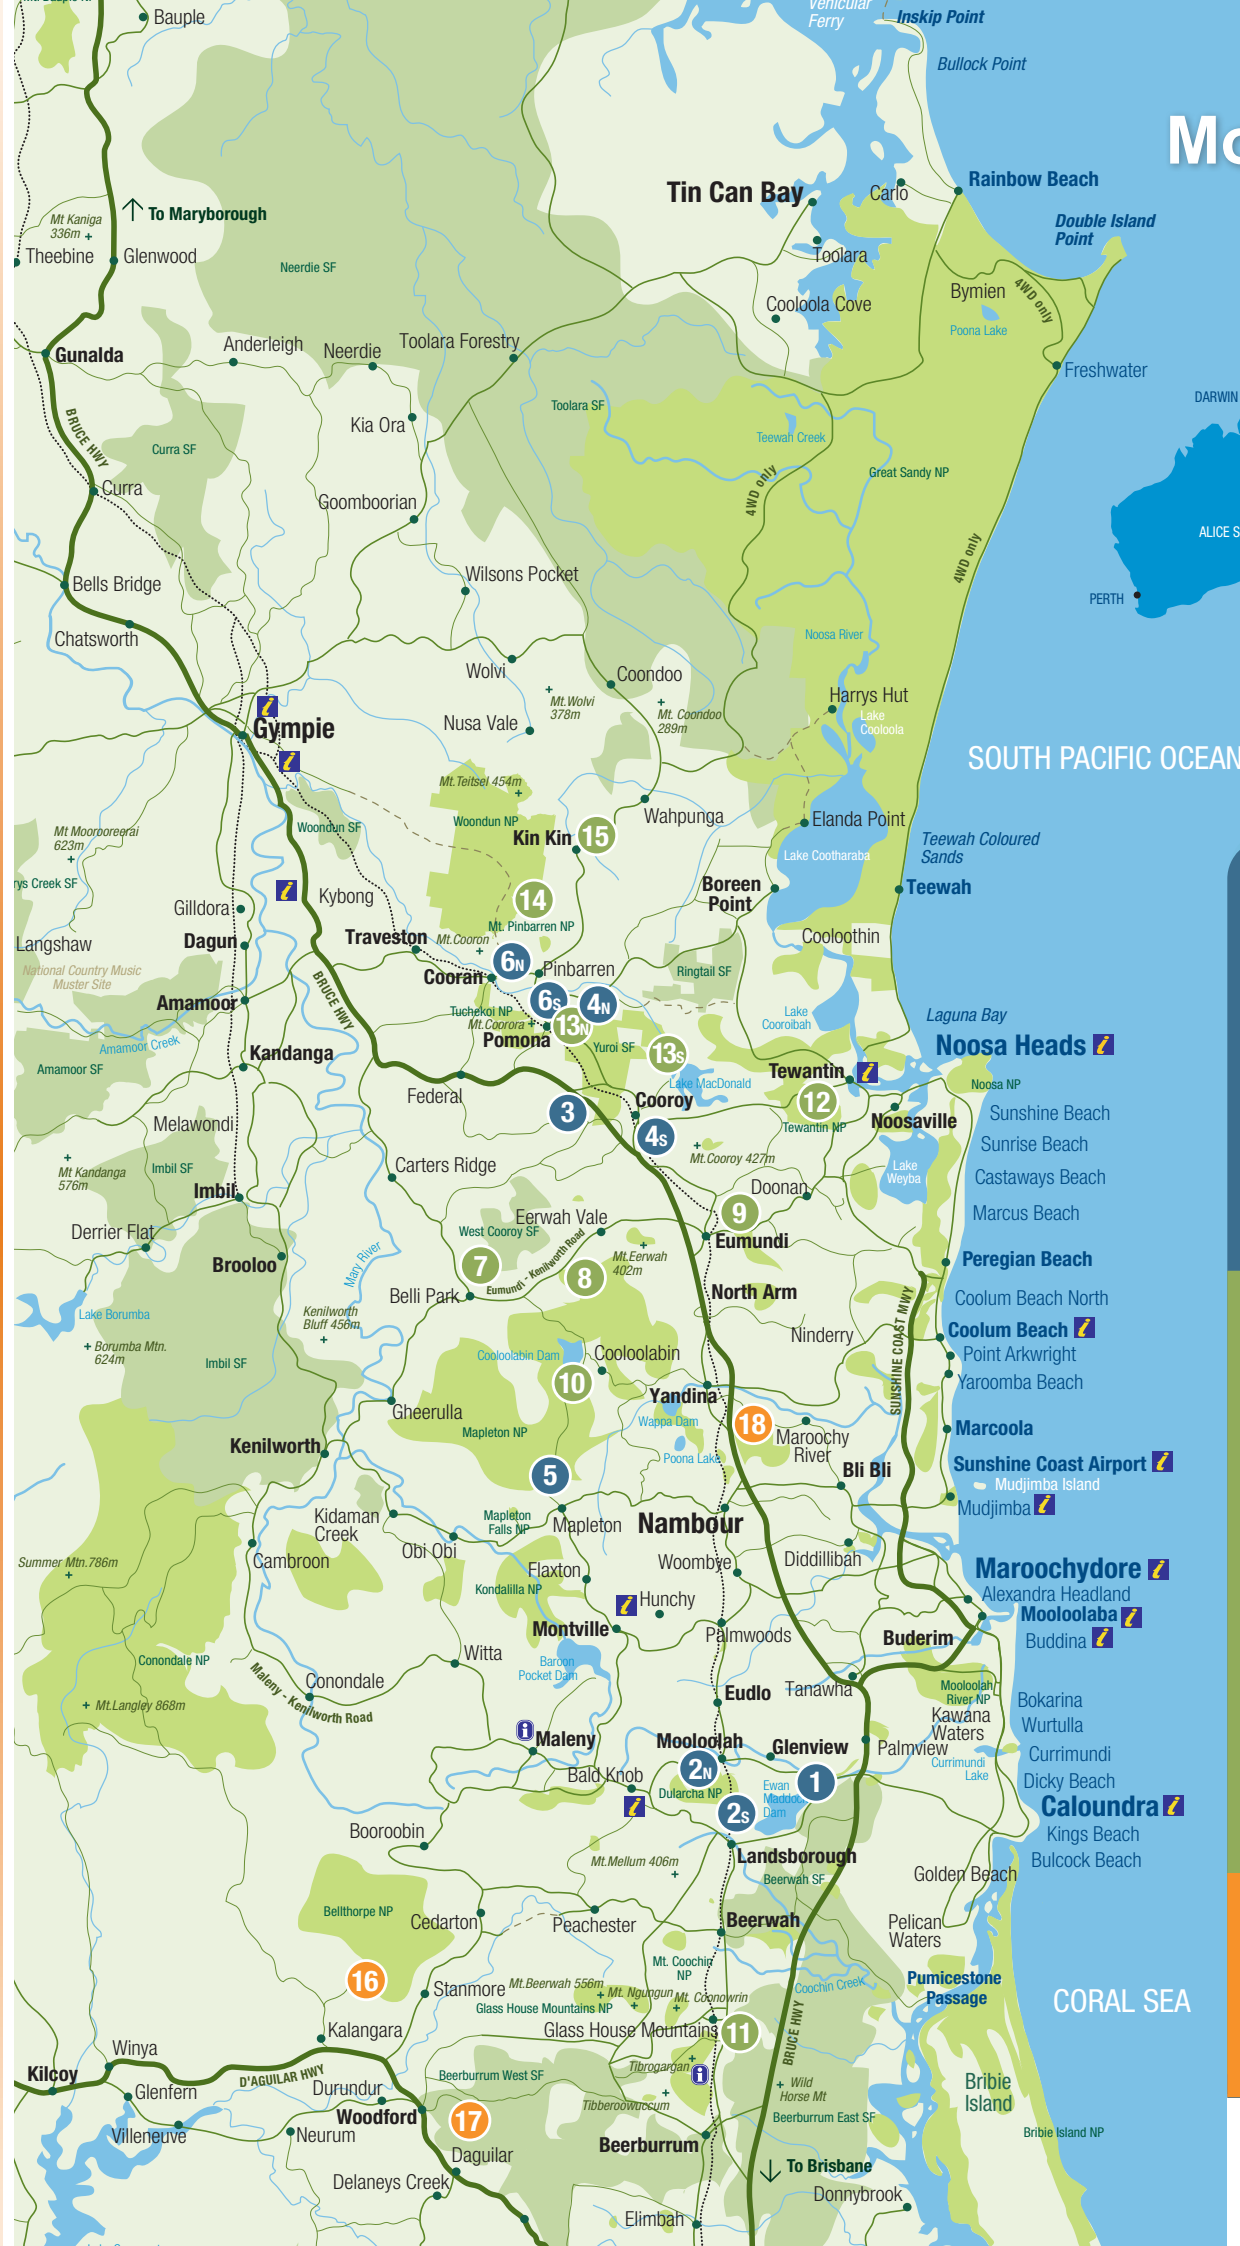 Bauple
Vehicular
Ferry
Inskip Point
Bullock Point
Tin Can Bay
Carlo
Rainbow Beach
Double Island
Point
To Maryborough
Mt Kaniga
336m
Theebine
Glenwood
Neerdie SF
Toolara
Bymien
4WD only
Cooloola Cove
Poona Lake
Gunalda
Anderleigh
Neerdie
Toolara Forestry
Freshwater
DARWIN
BRUCE HWY
Kia Ora
Toolara SF
Teewah Creek
Curra SF
Great Sandy NP
4WD only
Curra
Goomboorian
ALICE S
4WD only
PERTH
Bells Bridge
Wilsons Pocket
Chatsworth
Noosa River
Wolvi
Coondoo
Mt.Wolvi
378m
Harrys Hut
Mt. Coondoo
289m
Lake
Cooloola
Gympie
Nusa Vale
SOUTH PACIFIC OCEAN
Mt.Teitsel 454m
Woondun SF
Woondun NP
Wahpunga
Elanda Point
Mt Moorooreerai
623m
Kin Kin
15
Teewah Coloured
Sands
Lake Cootharaba
rys Creek SF
Kybong
14
Boreen
Point
Teewah
Gilldora
Mt. Pinbarren NP
Langshaw
Dagun
Traveston
Mt.Cooran
Cooloothin
National Country Music
Muster Site
Cooran
6N
Pinbarren
Ringtail SF
Amamoor
BRUCE HWY
6S
4N
Tuchekoi NP
Mt.Coorora
13N
Lake
Cooroibah
Laguna Bay
Amamoor Creek
Pomona
Yuroi SF
13S
Noosa Heads
Kandanga
Amamoor SF
Lake MacDonald
Tewantin
Noosa NP
Federal
3
Cooroy
12
Noosaville
Sunshine Beach
Melawondi
4S
Tewantin NP
Sunrise Beach
Mt Kandanga
576m
Imbil SF
Carters Ridge
Mt.Cooroy 427m
Lake
Weyba
Castaways Beach
Imbil
Doonan
Marcus Beach
Derrier Flat
Eerwah Vale
9
West Cooroy SF
Eumundi
Brooloo
Mary River
7
Mt.Eerwah
402m
Peregian Beach
Eumundi - Kenilworth Road
8
Belli Park
North Arm
Coolum Beach North
Lake Borumba
Kenilworth
Bluff 456m
SUNSHINE COAST MWY
Ninderry
Coolum Beach
Borumba Mtn.
624m
Imbil SF
Cooloolabin Dam
Cooloolabin
Point Arkwright
10
Yandina
Yaroomba Beach
Gheerulla
Wappa Dam
18
Mapleton NP
Maroochy
River
Marcoola
Kenilworth
Poona Lake
5
Bli Bli
Sunshine Coast Airport
Mudjimba Island
Mudjimba
Kidaman
Creek
Mapleton
Falls NP
Mapleton
Nambour
Obi Obi
Cambroon
Summer Mtn.786m
Flaxton
Woombye
Diddillibah
Maroochydore
Kondalilla NP
Hunchy
Alexandra Headland
Mooloolaba
Montville
Palmwoods
Buderim
Buddina
Conondale NP
Witta
Baroon
Pocket Dam
Maleny - Kenilworth Road
Conondale
Eudlo
Tanawha
Mooloolah
River NP
Mt.Langley 868m
Kawana
Waters
Bokarina
Wurtulla
Maleny
Mooloolah
Glenview
Palmview
Currimundi
Currimundi
Lake
Bald Knob
2N
1
Dicky Beach
Dularcha NP
Ewan
Maddock
Dam
Caloundra
2S
Booroobin
Kings Beach
Landsborough
Bulcock Beach
Mt.Mellum 406m
Beerwah SF
Golden Beach
Bellthorpe NP
Cedarton
Peachester
Beerwah
Pelican
Waters
Mt. Coochin
NP
16
Stanmore
Mt.Beerwah 556m
Mt. Ngungun
Mt. Coonowrin
Coochin Creek
Pumicestone
Passage
CORAL SEA
Glass House Mountains NP
Kalangara
Glass House Mountains
11
BRUCE HWY
Winya
Kilcoy
D'AGUILAR HWY
Tibrogargan
Beerburrum West SF
Glenfern
Durundur
Wild
Horse Mt
Tibberoowuccum
Bribie
Island
Woodford
17
Beerburrum East SF
Villeneuve
Neurum
Beerburrum
Bribie Island NP
Daguilar
To Brisbane
Delaneys Creek
Donnybrook
Elimbah